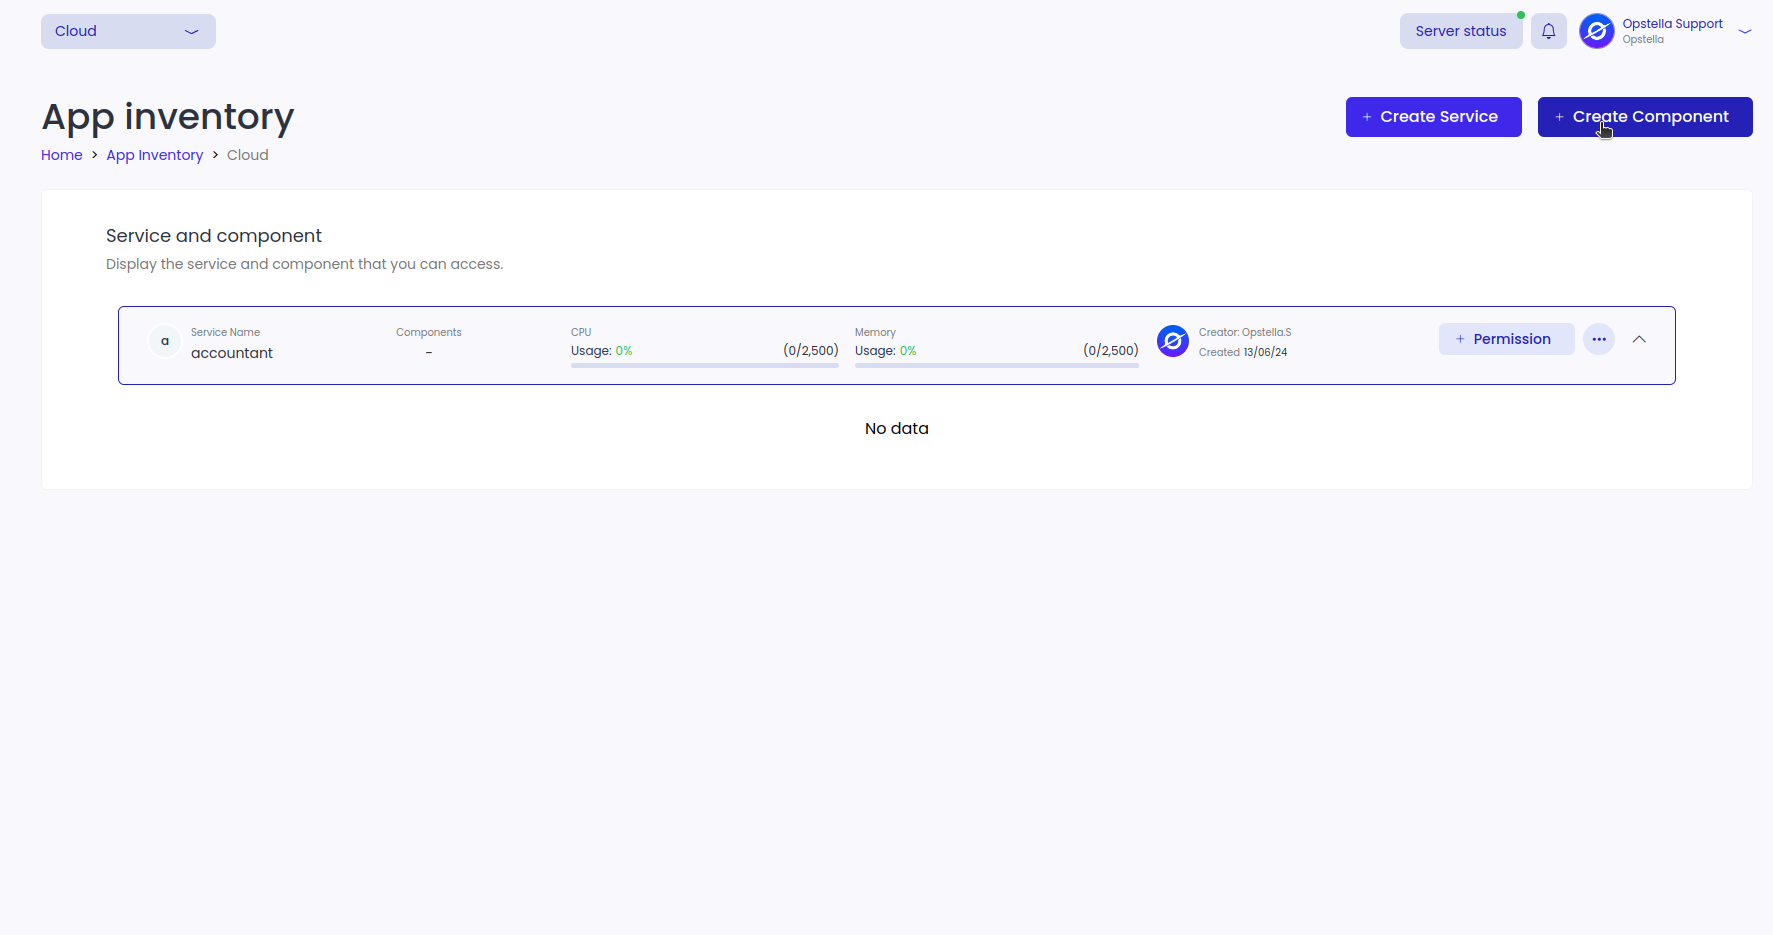 Cloud
Server status
Opstella Support
Opstella
App inventory
+ Create Service
+ Create Component
Home > App Inventory > Cloud
Service and component
Display the service and component that you can access.
a
Service Name
accountant
Components
-
CPU
Usage: 0% (0/2,500)
Memory
Usage: 0% (0/2,500)
Creator: Opstella.S
Created 13/06/24
+ Permission
No data